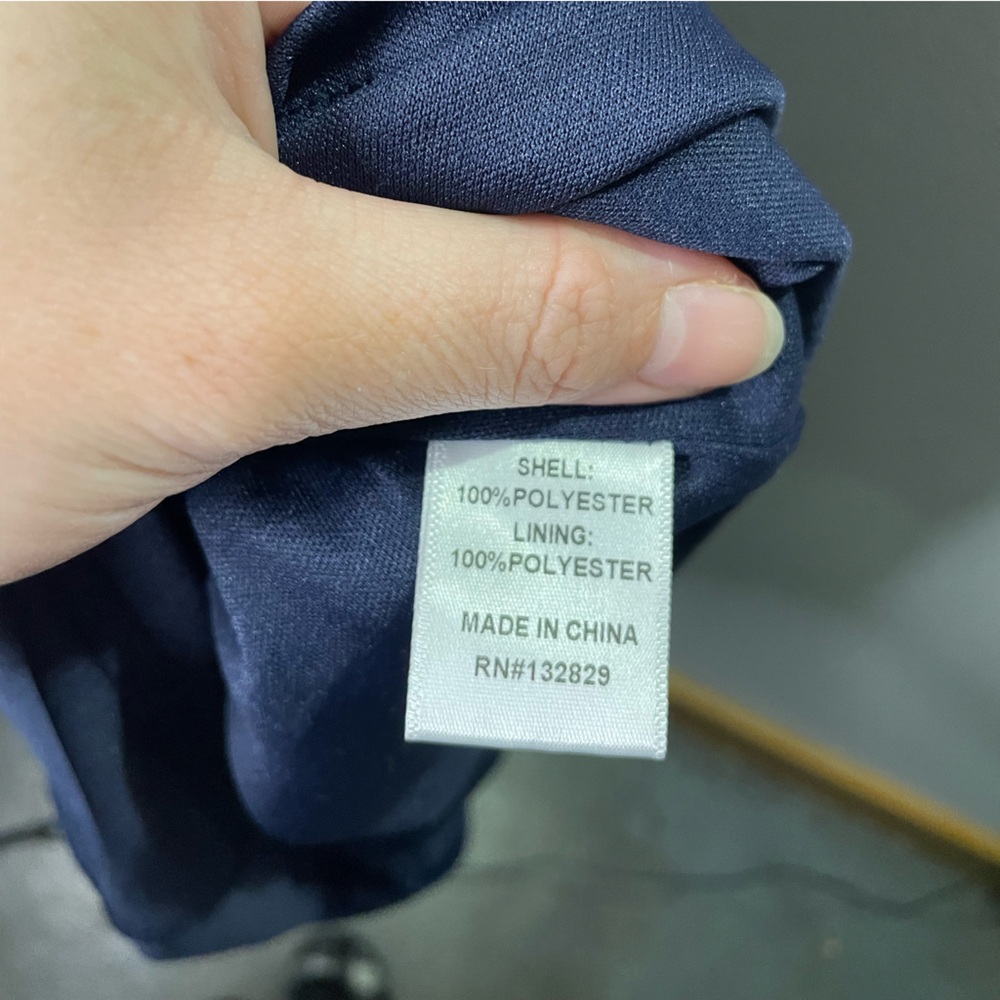 SHELL:
100%POLYESTER
LINING:
100%POLYESTER
MADE IN CHINA
RN#132829